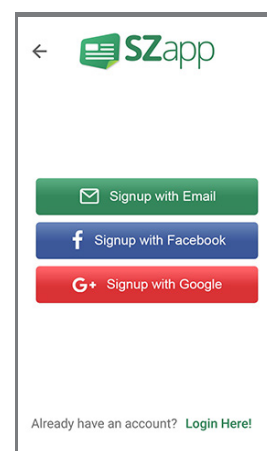 SZapp
Signup with Email
Signup with Facebook
G+ Signup with Google
Already have an account? Login Here!